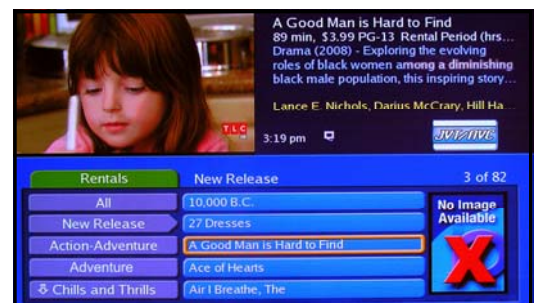 A Good Man is Hard to Find
89 min, $3.99 PG-13 Rental Period (hrs...
Drama (2008) - Exploring the evolving
roles of black women among a diminishing
black male population, this inspiring story...
Lance E. Nichols, Darius McCrary, Hill Ha...
TLC
3:19 pm
Rentals
New Release
3 of 82
All
10,000 B.C.
No Image
Available
New Release
27 Dresses
Action-Adventure
A Good Man is Hard to Find
Adventure
Ace of Hearts
Chills and Thrills
Air I Breathe, The